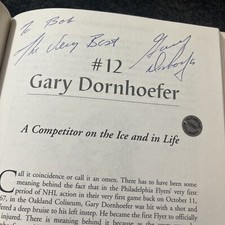 To Bob
The Very Best
Gary
#12
Gary Dornhoefer
A Competitor on the Ice and in Life
Call it coincidence or call it an omen. There has to have been some
meaning behind the fact that in the Philadelphia Flyers' very first
period of NHL action in their very first game back on October 11,
in the Oakland Coliseum, Gary Dornhoefer was hit with a shot and
suffered a deep bruise to his left instep. He became the first Flyer to officially
injured. There is meaning behind it because